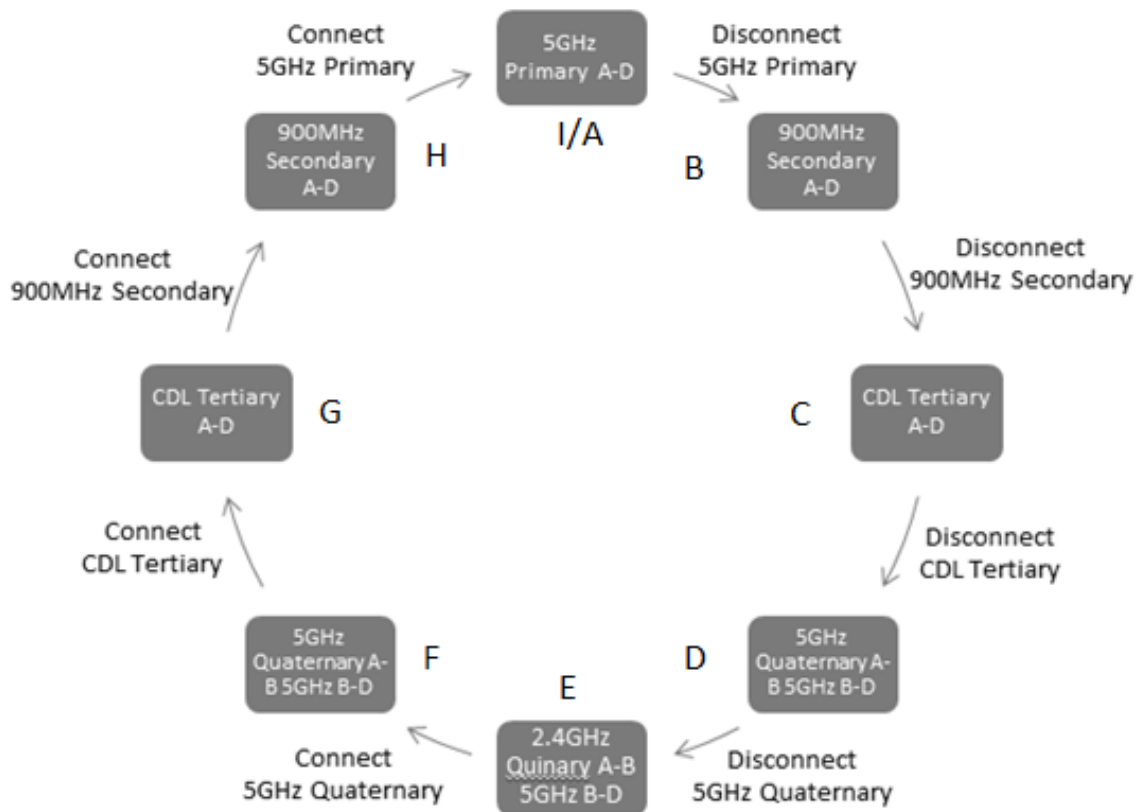 5GHz
Primary A-D
I/A
Disconnect
5GHz Primary
900MHz
Secondary
A-D
B
Disconnect
900MHz Secondary
CDL Tertiary
A-D
C
Disconnect
CDL Tertiary
5GHz
Quaternary A-
B 5GHz B-D
D
Disconnect
5GHz Quaternary
2.4GHz
Quinary A-B
5GHz B-D
E
Connect
5GHz Quaternary
5GHz
Quaternary A-
B 5GHz B-D
F
Connect
CDL Tertiary
CDL Tertiary
A-D
G
Connect
900MHz Secondary
900MHz
Secondary
A-D
H
Connect
5GHz Primary